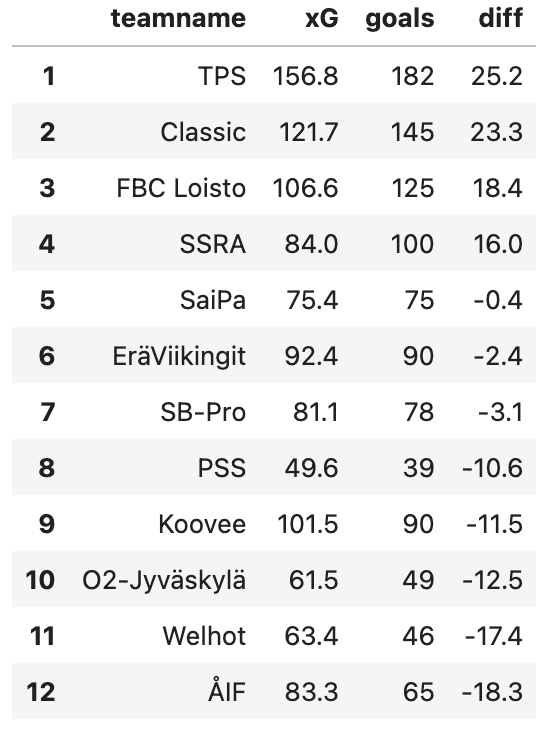 teamname xG goals diff
1 TPS 156.8 182 25.2
2 Classic 121.7 145 23.3
3 FBC Loisto 106.6 125 18.4
4 SSRA 84.0 100 16.0
5 SaiPa 75.4 75 -0.4
6 EräViikingit 92.4 90 -2.4
7 SB-Pro 81.1 78 -3.1
8 PSS 49.6 39 -10.6
9 Koovee 101.5 90 -11.5
10 O2-Jyväskylä 61.5 49 -12.5
11 Welhot 63.4 46 -17.4
12 ÅIF 83.3 65 -18.3